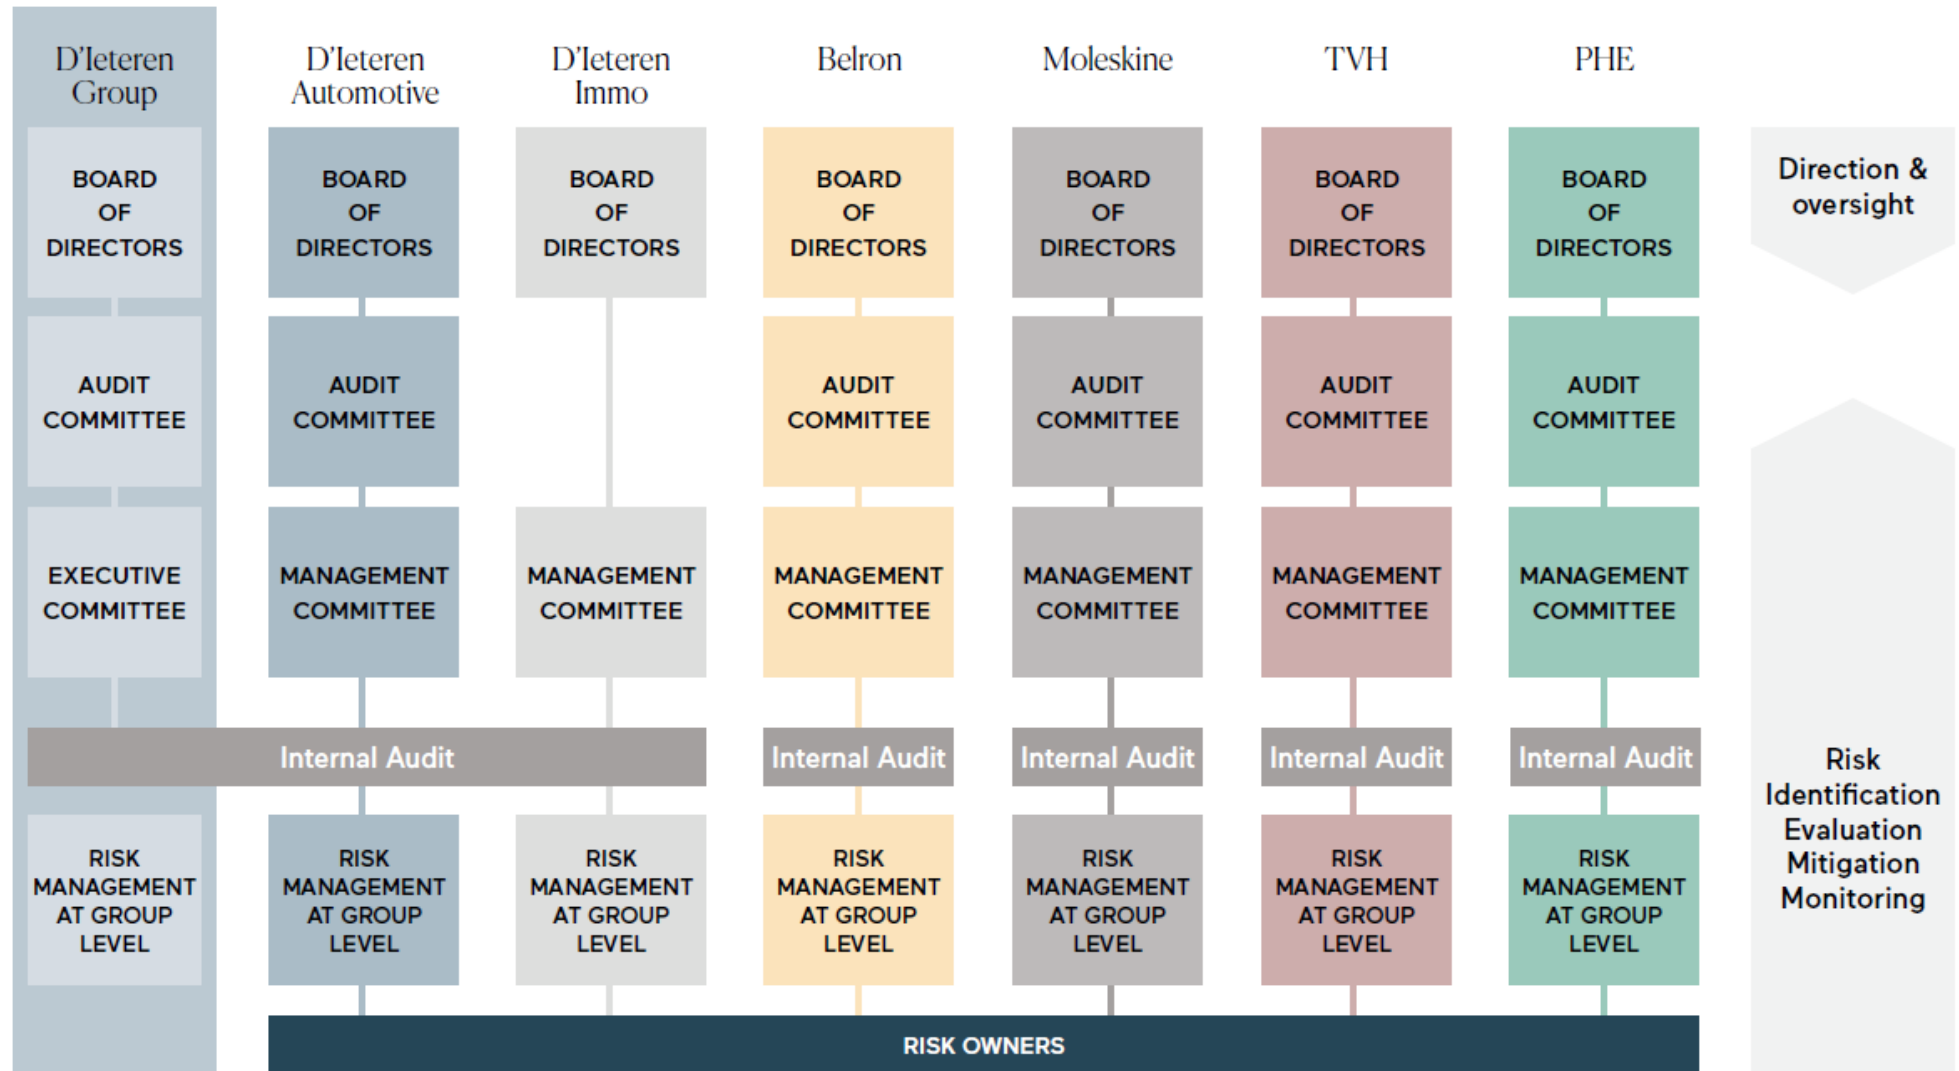 D'Ieteren
Group
D'Ieteren
Automotive
D'Ieteren
Immo
Belron
Moleskine
TVH
PHE
BOARD
OF
DIRECTORS
BOARD
OF
DIRECTORS
BOARD
OF
DIRECTORS
BOARD
OF
DIRECTORS
BOARD
OF
DIRECTORS
BOARD
OF
DIRECTORS
BOARD
OF
DIRECTORS
Direction &
oversight
AUDIT
COMMITTEE
AUDIT
COMMITTEE
AUDIT
COMMITTEE
AUDIT
COMMITTEE
AUDIT
COMMITTEE
AUDIT
COMMITTEE
EXECUTIVE
COMMITTEE
MANAGEMENT
COMMITTEE
MANAGEMENT
COMMITTEE
MANAGEMENT
COMMITTEE
MANAGEMENT
COMMITTEE
MANAGEMENT
COMMITTEE
MANAGEMENT
COMMITTEE
Internal Audit
Internal Audit
Internal Audit
Internal Audit
Internal Audit
RISK
MANAGEMENT
AT GROUP
LEVEL
RISK
MANAGEMENT
AT GROUP
LEVEL
RISK
MANAGEMENT
AT GROUP
LEVEL
RISK
MANAGEMENT
AT GROUP
LEVEL
RISK
MANAGEMENT
AT GROUP
LEVEL
RISK
MANAGEMENT
AT GROUP
LEVEL
RISK
MANAGEMENT
AT GROUP
LEVEL
Risk
Identification
Evaluation
Mitigation
Monitoring
RISK OWNERS